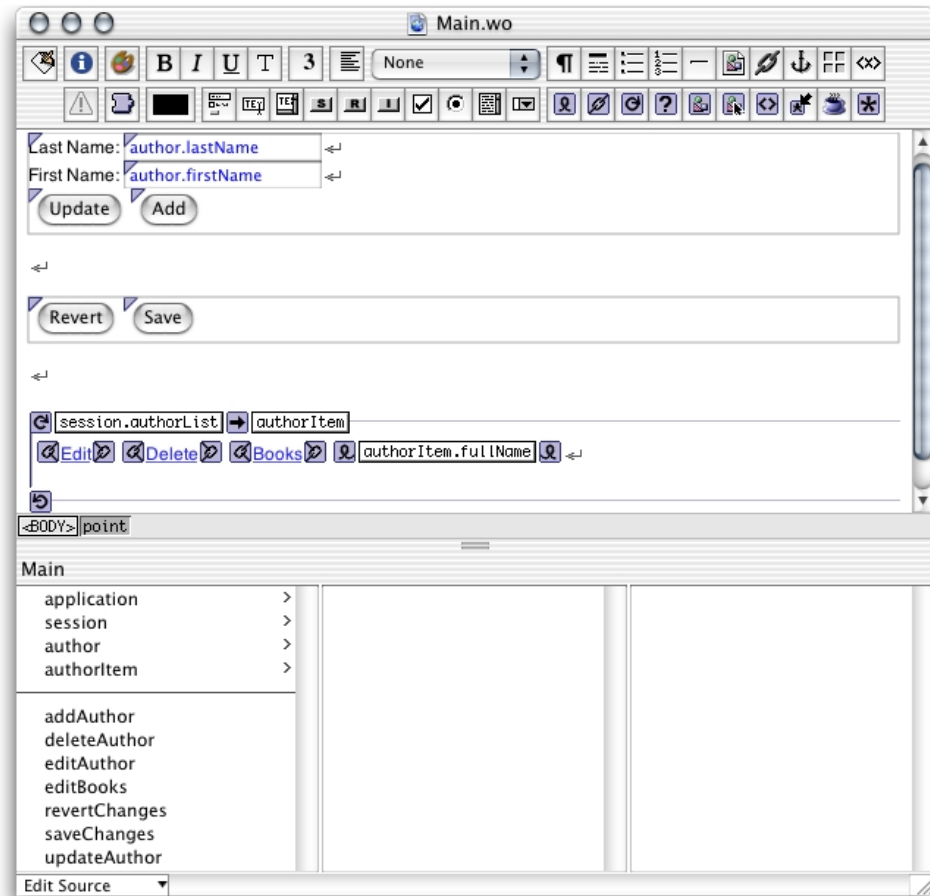 Main.wo
B I U T 3 None
TEXT TEXT S R I ?
Last Name: author.lastName
First Name: author.firstName
Update Add
Revert Save
session.authorList authorItem
Edit Delete Books authorItem.fullName
<BODY> point
Main
application >
session >
author >
authorItem >
addAuthor
deleteAuthor
editAuthor
editBooks
revertChanges
saveChanges
updateAuthor
Edit Source